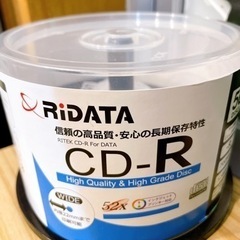 RiDATA
信頼の高品質・安心の長期保存特性
RITEK CD-R For DATA
CD-R
High Quality & High Grade Disc
WIDE
52X